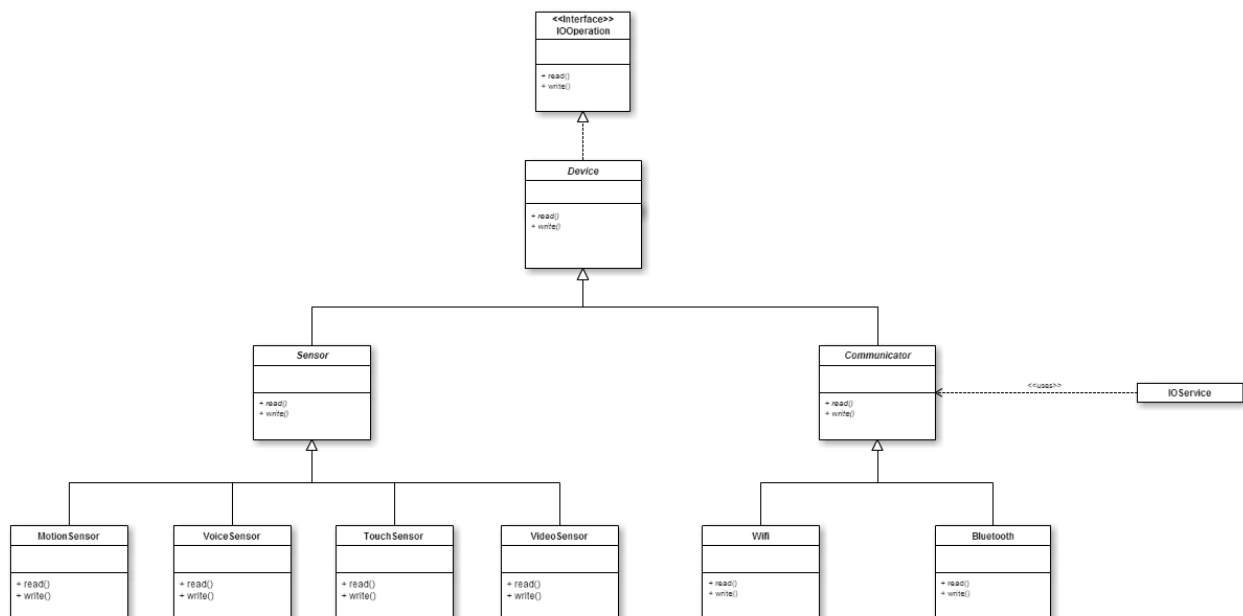 <<Interface>>
IOOperation
+ read()
+ write()
Device
+ read()
+ write()
Sensor
+ read()
+ write()
Communicator
+ read()
+ write()
<<uses>>
IOService
MotionSensor
+ read()
+ write()
VoiceSensor
+ read()
+ write()
TouchSensor
+ read()
+ write()
VideoSensor
+ read()
+ write()
Wifi
+ read()
+ write()
Bluetooth
+ read()
+ write()